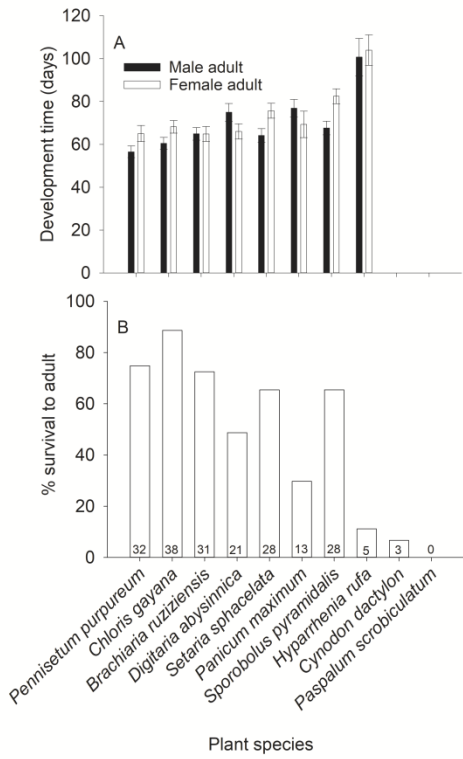 A
Male adult
Female adult
Development time (days)
120
100
80
60
40
20
0
B
% survival to adult
100
80
60
40
20
0
32 38 31 21 28 13 28 5 3 0
Pennisetum purpureum
Chloris gayana
Brachiaria ruziziensis
Digitaria abysinnica
Setaria sphacelata
Panicum maximum
Sporobolus pyramidalis
Hyparrhenia rufa
Cynodon dactylon
Paspalum scrobiculatum
Plant species